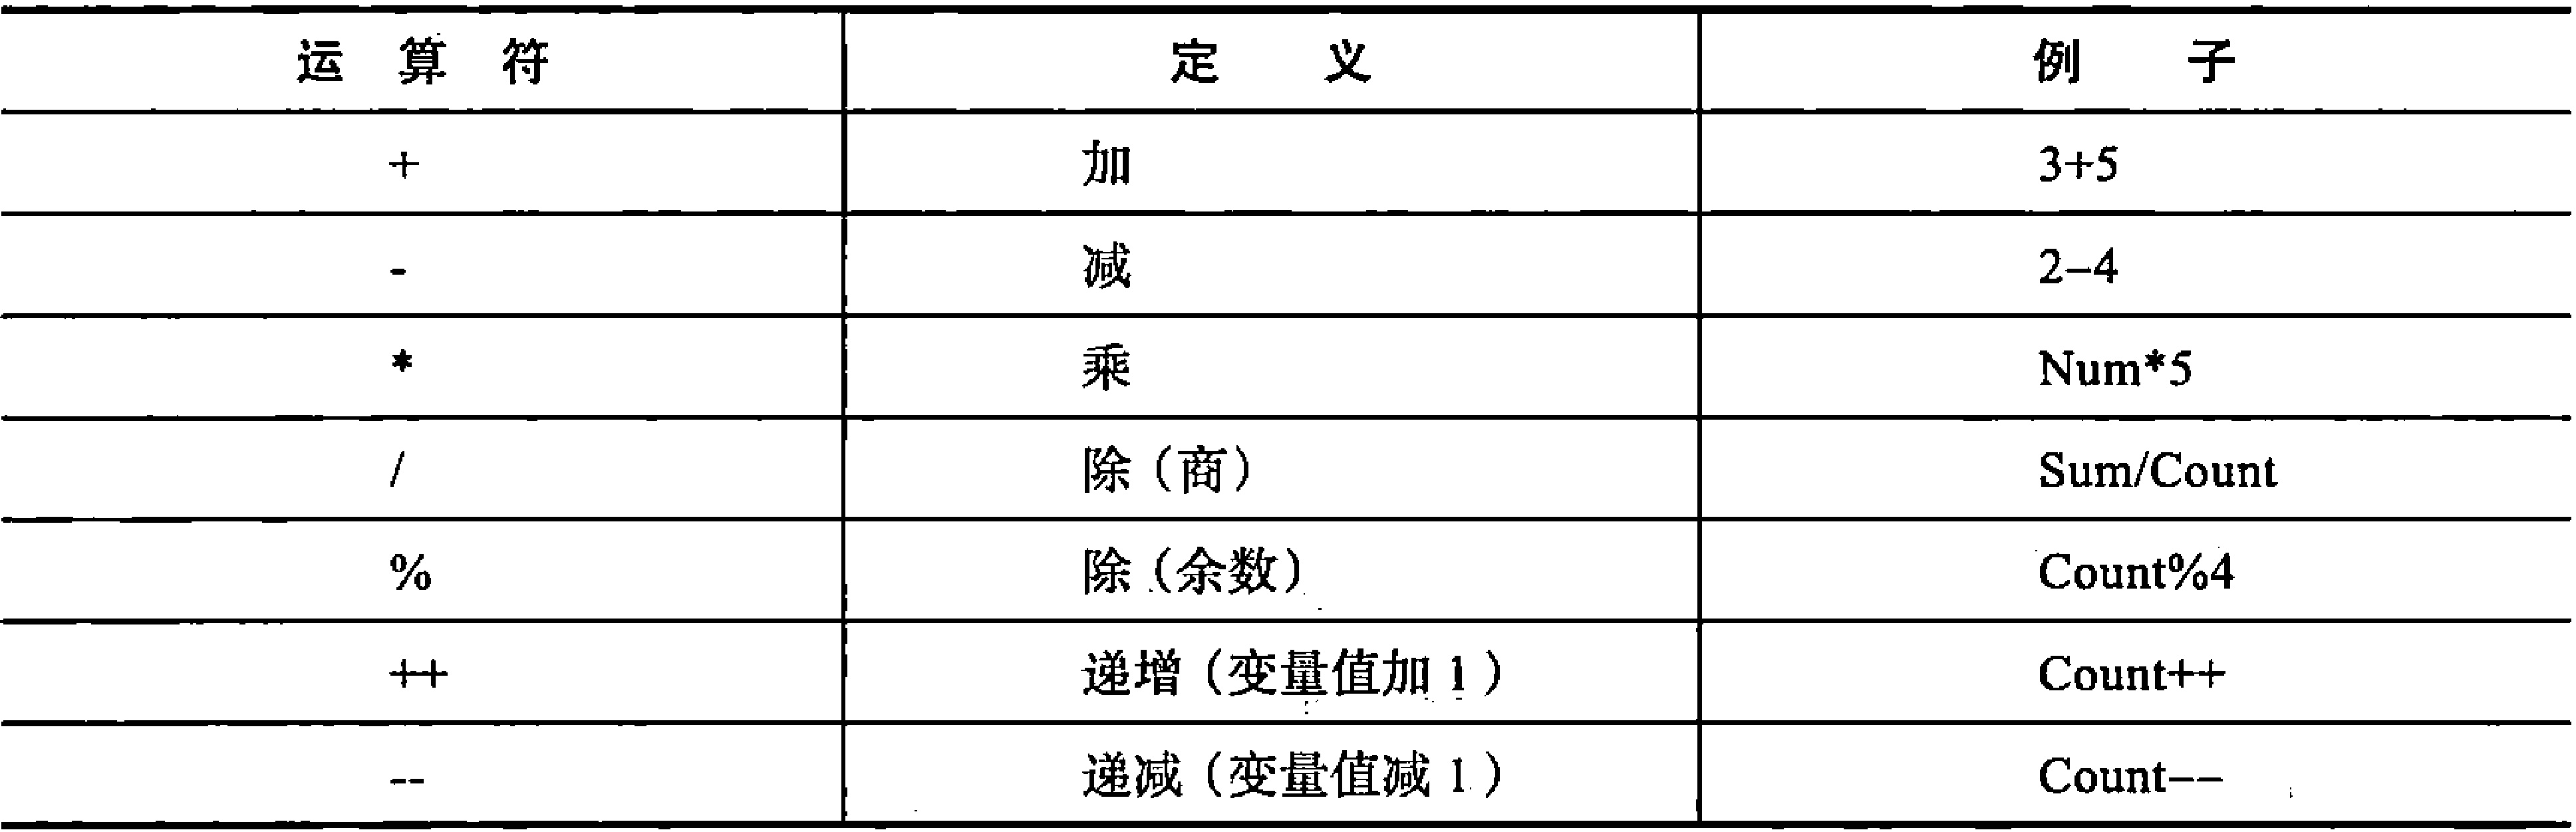 运 算 符 定 义 例 子
+ 加 3+5
- 减 2-4
* 乘 Num*5
/ 除(商) Sum/Count
% 除(余数) Count%4
++ 递增(变量值加1) Count++
-- 递减(变量值减1) Count--